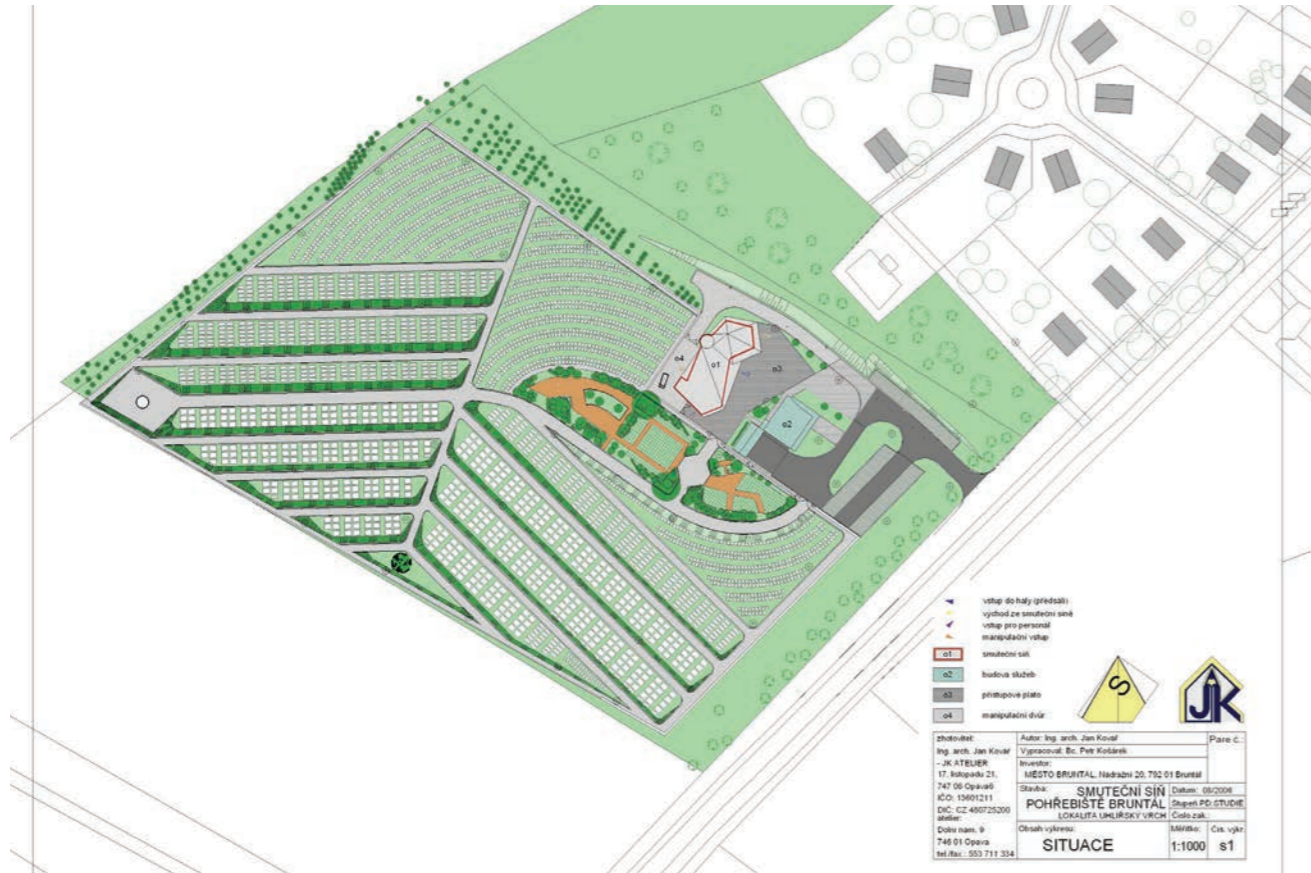 o4
o1
o3
o2
vstup do haly (předsálí)
východ ze smuteční síně
vstup pro personál
manipulační vstup
o1 smuteční síň
o2 budova služeb
o3 přístupove plato
o4 manipulační dvůr
S
JK
zhotovitel:
Ing. arch. Jan Kovář
- JK ATELIER
17. listopadu 21,
747 06 Opava6
IČO: 13601211
DIČ: CZ 480725200
atelier:
Dolní nám. 9
746 01 Opava
tel./fax.: 553 711 334
Autor: Ing. arch. Jan Kovář
Vypracoval: Bc. Petr Košárek
Pare č.:
Investor:
MĚSTO BRUNTÁL, Nádražní 20, 792 01 Bruntál
Stavba: SMUTEČNÍ SÍŇ
POHŘEBIŠTĚ BRUNTÁL
LOKALITA UHLÍŘSKÝ VRCH
Datum: 08/2006
Stupeň PD: STUDIE
Číslo zak.:
Obsah výkresu:
SITUACE
Měřítko:
1:1000
Čís. výkr.
s1